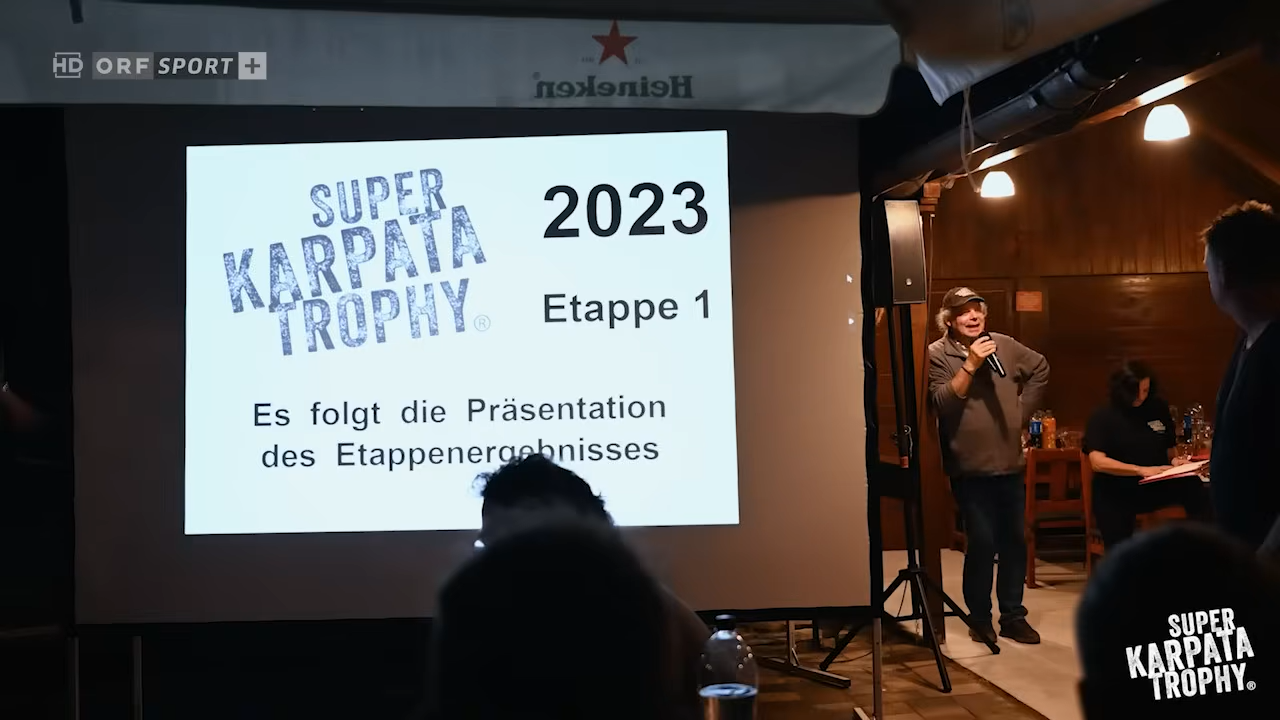 HD ORF SPORT +
Heineken
SUPER
KARPATA
TROPHY®
2023
Etappe 1
Es folgt die Präsentation
des Etappenergebnisses
SUPER
KARPATA
TROPHY®